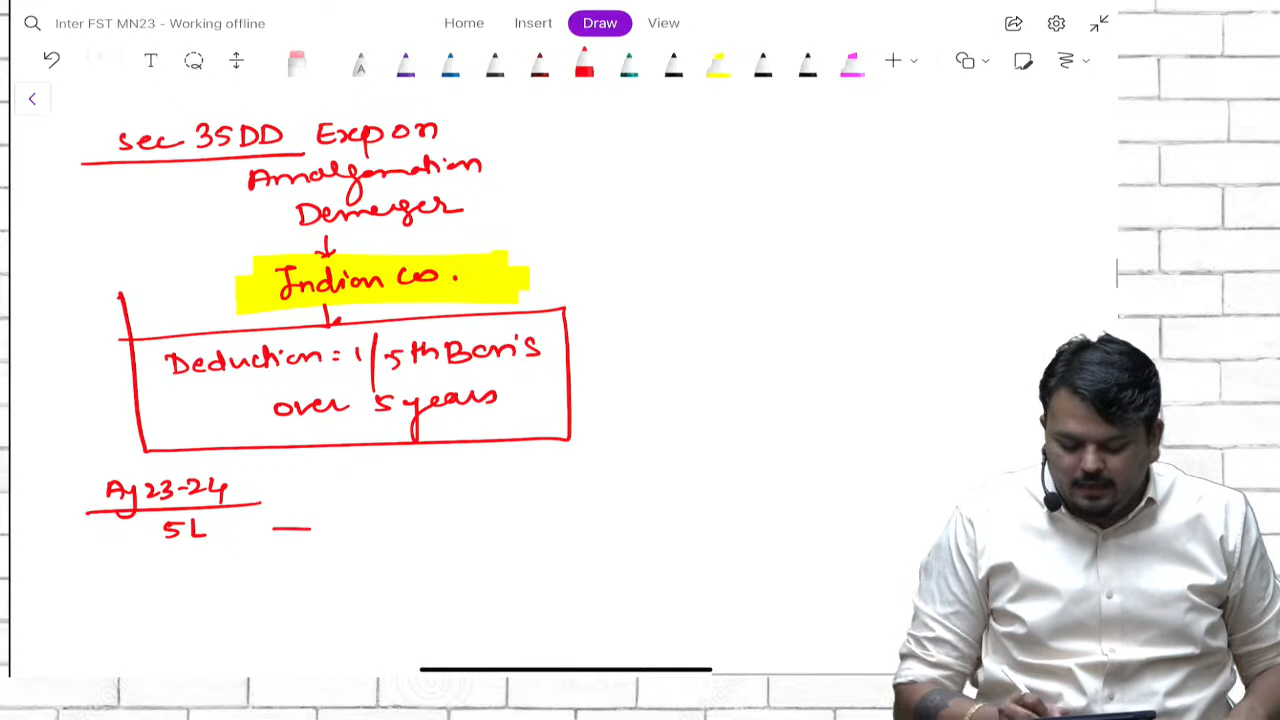 Inter FST MN23 - Working offline
Home Insert Draw View
sec 35DD Exp on
Amalgamation
Demerger
Indian co.
Deduction = 1/5th Bari's
over 5 years
Ay 23-24
5L —